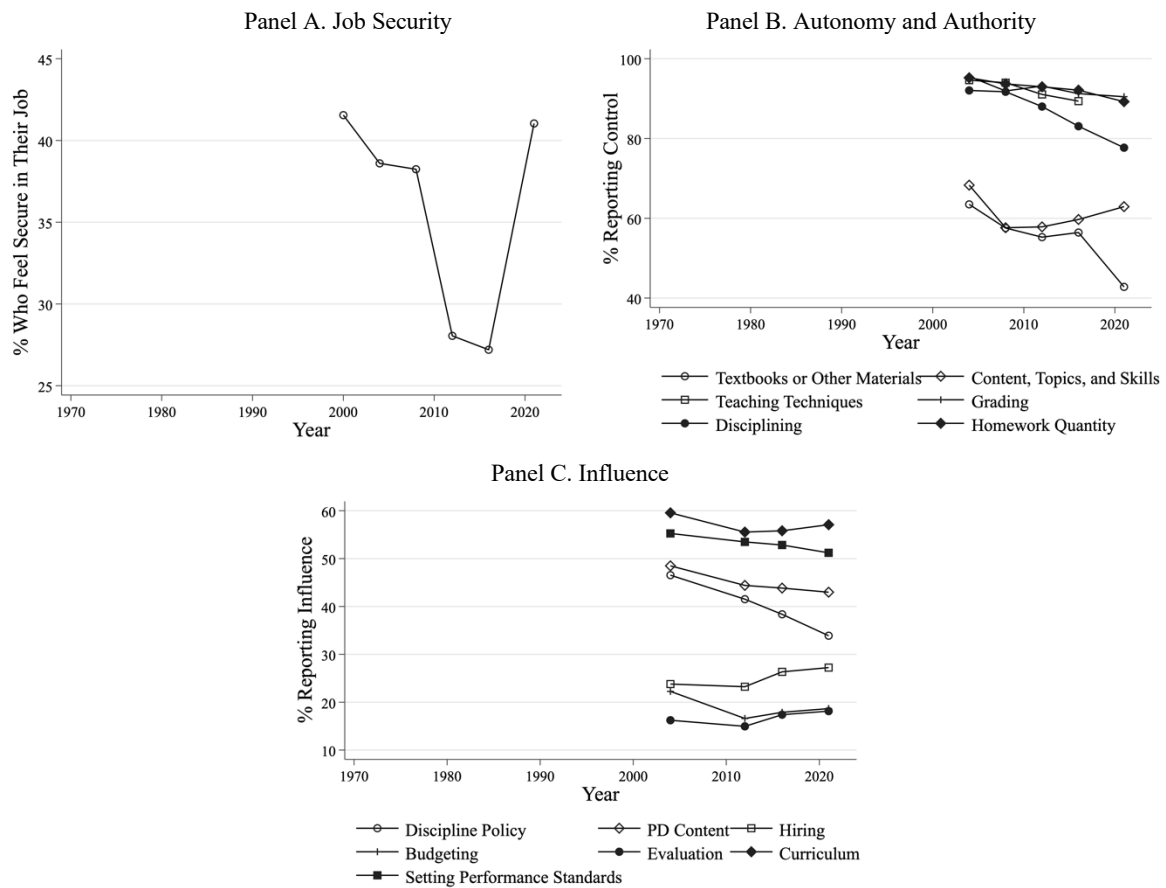 Panel A. Job Security
% Who Feel Secure in Their Job
45
40
35
30
25
1970 1980 1990 2000 2010 2020
Year
Panel B. Autonomy and Authority
% Reporting Control
100
80
60
40
1970 1980 1990 2000 2010 2020
Year
Textbooks or Other Materials Content, Topics, and Skills
Teaching Techniques Grading
Disciplining Homework Quantity
Panel C. Influence
% Reporting Influence
60
50
40
30
20
10
1970 1980 1990 2000 2010 2020
Year
Discipline Policy PD Content Hiring
Budgeting Evaluation Curriculum
Setting Performance Standards